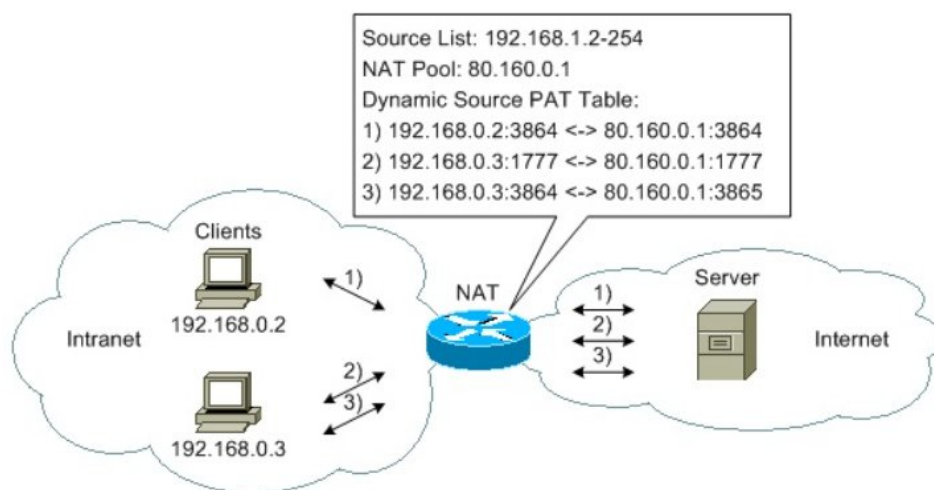 Source List: 192.168.1.2-254
NAT Pool: 80.160.0.1
Dynamic Source PAT Table:
1) 192.168.0.2:3864 <-> 80.160.0.1:3864
2) 192.168.0.3:1777 <-> 80.160.0.1:1777
3) 192.168.0.3:3864 <-> 80.160.0.1:3865
Clients
1)
192.168.0.2
Intranet
2)
3)
192.168.0.3
NAT
1)
2)
3)
Server
Internet